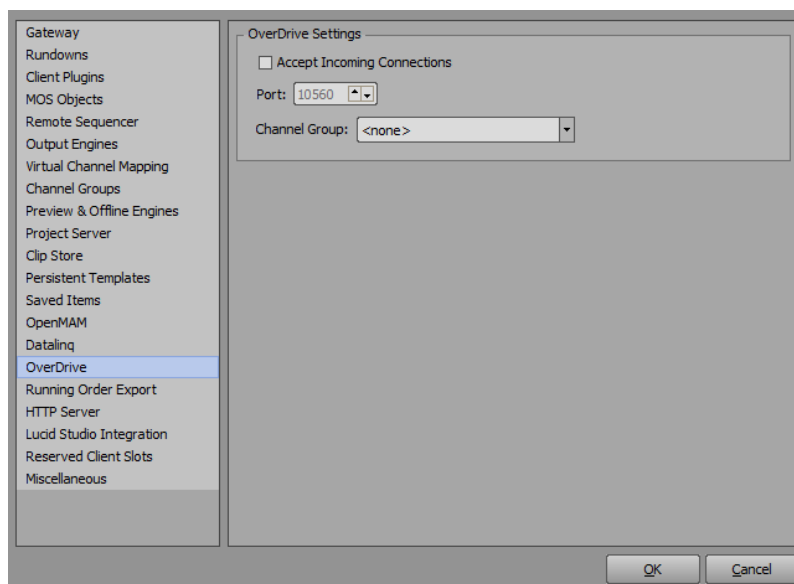 Gateway
Rundowns
Client Plugins
MOS Objects
Remote Sequencer
Output Engines
Virtual Channel Mapping
Channel Groups
Preview & Offline Engines
Project Server
Clip Store
Persistent Templates
Saved Items
OpenMAM
Datalinq
OverDrive
Running Order Export
HTTP Server
Lucid Studio Integration
Reserved Client Slots
Miscellaneous
OverDrive Settings
Accept Incoming Connections
Port: 10560
Channel Group: <none>
OK Cancel